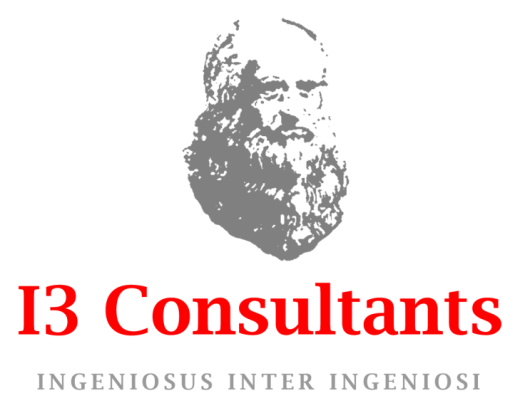 I3 Consultants
INGENIOSUS INTER INGENIOSI